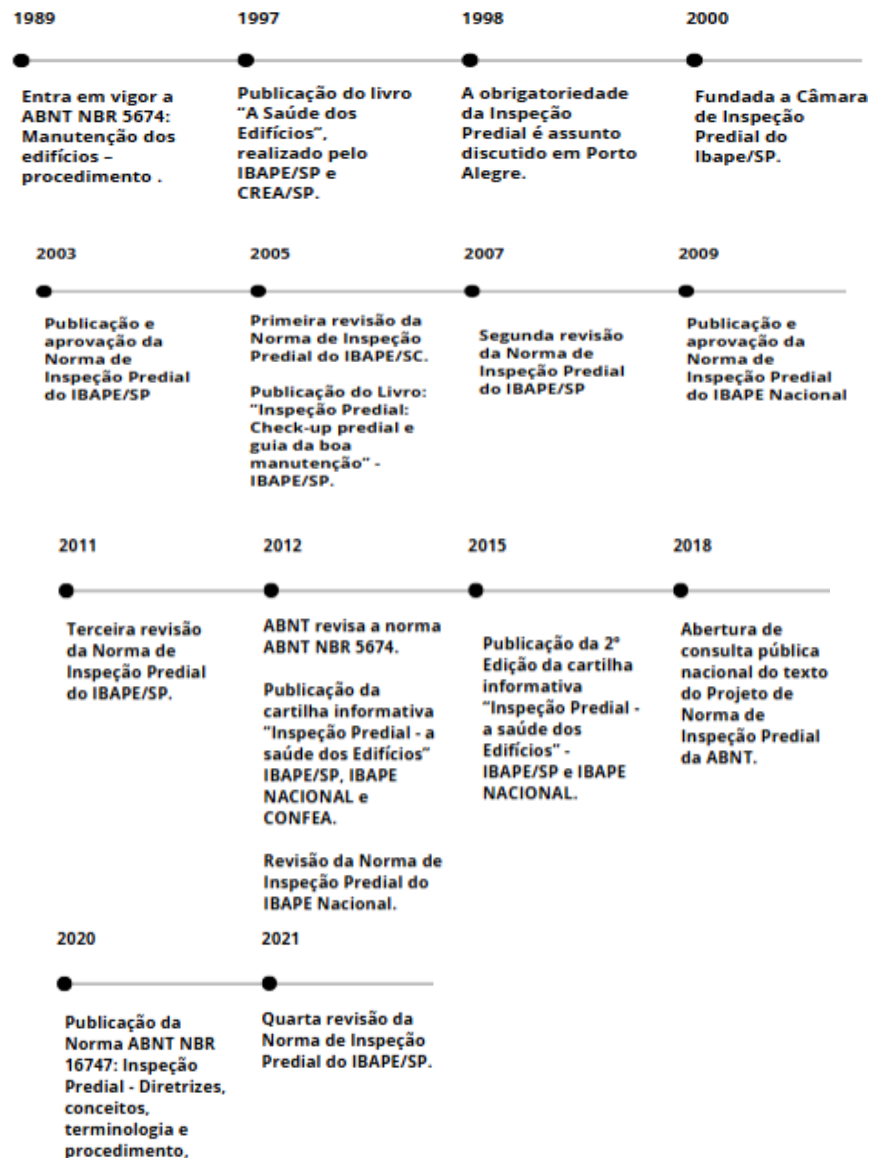 1989
Entra em vigor a
ABNT NBR 5674:
Manutenção dos
edifícios –
procedimento .
1997
Publicação do livro
“A Saúde dos
Edifícios”,
realizado pelo
IBAPE/SP e
CREA/SP.
1998
A obrigatoriedade
da Inspeção
Predial é assunto
discutido em Porto
Alegre.
2000
Fundada a Câmara
de Inspeção
Predial do
Ibape/SP.
2003
Publicação e
aprovação da
Norma de
Inspeção Predial
do IBAPE/SP
2005
Primeira revisão da
Norma de Inspeção
Predial do IBAPE/SC.
Publicação do Livro:
“Inspeção Predial:
Check-up predial e
guia da boa
manutenção” -
IBAPE/SP.
2007
Segunda revisão
da Norma de
Inspeção Predial
do IBAPE/SP
2009
Publicação e
aprovação da
Norma de
Inspeção Predial
do IBAPE Nacional
2011
Terceira revisão
da Norma de
Inspeção Predial
do IBAPE/SP.
2012
ABNT revisa a norma
ABNT NBR 5674.
Publicação da
cartilha informativa
“Inspeção Predial - a
saúde dos Edifícios”
IBAPE/SP, IBAPE
NACIONAL e
CONFEA.
Revisão da Norma de
Inspeção Predial do
IBAPE Nacional.
2015
Publicação da 2ª
Edição da cartilha
informativa
“Inspeção Predial -
a saúde dos
Edifícios” -
IBAPE/SP e IBAPE
NACIONAL.
2018
Abertura de
consulta pública
nacional do texto
do Projeto de
Norma de
Inspeção Predial
da ABNT.
2020
Publicação da
Norma ABNT NBR
16747: Inspeção
Predial - Diretrizes,
conceitos,
terminologia e
procedimento,
2021
Quarta revisão da
Norma de Inspeção
Predial do IBAPE/SP.